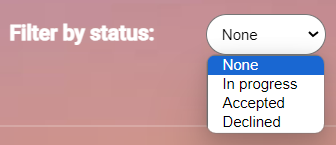 Filter by status:
None
None
In progress
Accepted
Declined